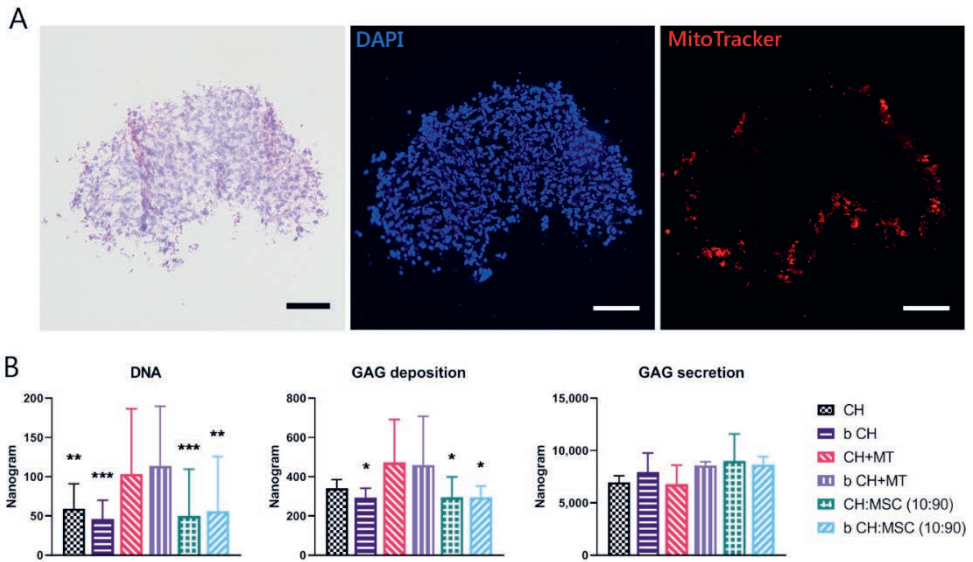 A
DAPI
MitoTracker
B
DNA
Nanogram
200
150
100
50
0
** *** *** **
GAG deposition
Nanogram
800
600
400
200
0
* * *
GAG secretion
Nanogram
15,000
10,000
5,000
0
CH
b CH
CH+MT
b CH+MT
CH:MSC (10:90)
b CH:MSC (10:90)